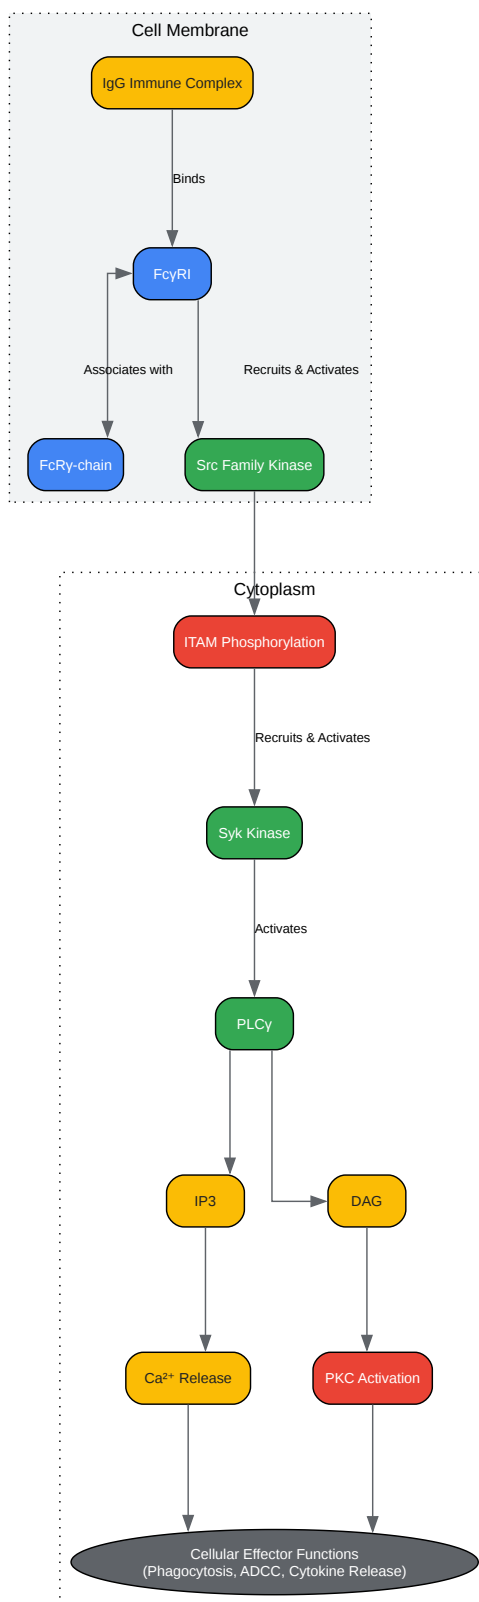 Cell Membrane
IgG Immune Complex
Binds
FcγRI
Associates with
Recruits & Activates
FcRγ-chain
Src Family Kinase
Cytoplasm
ITAM Phosphorylation
Recruits & Activates
Syk Kinase
Activates
PLCγ
IP3
DAG
Ca²⁺ Release
PKC Activation
Cellular Effector Functions
(Phagocytosis, ADCC, Cytokine Release)